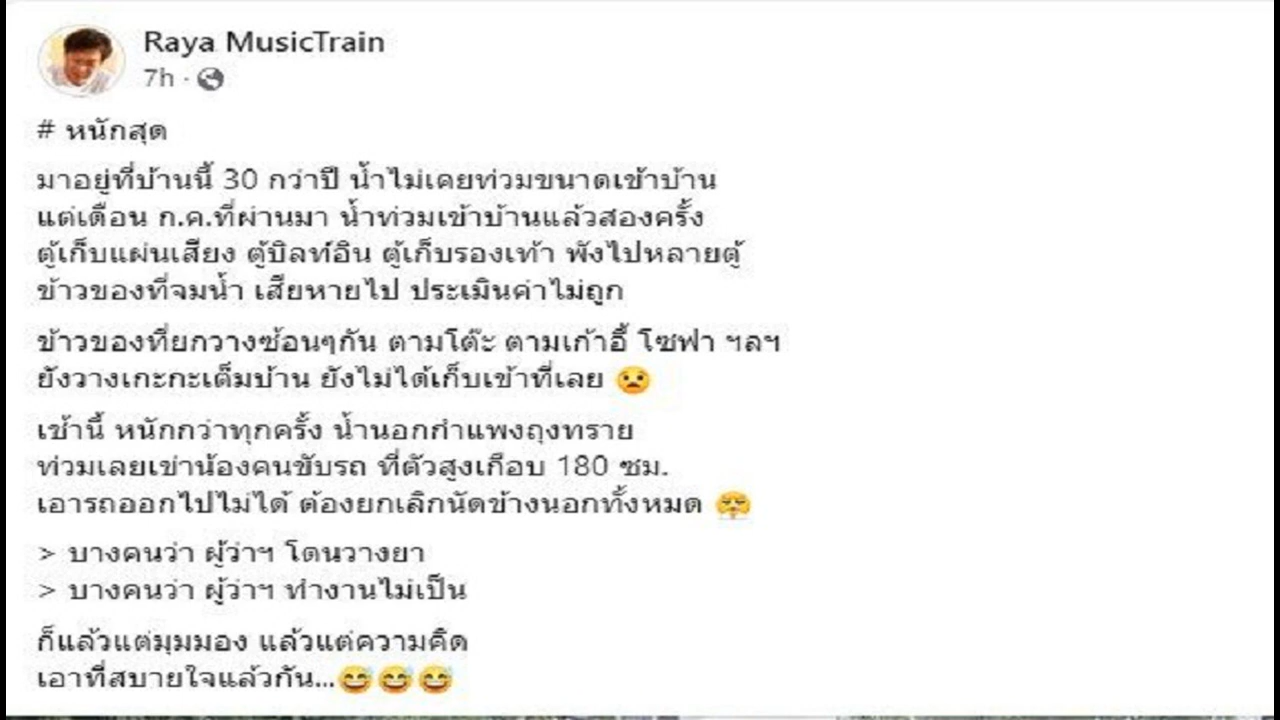 Raya MusicTrain
7h ·
# หนักสุด
มาอยู่ที่บ้านนี้ 30 กว่าปี น้ำไม่เคยท่วมขนาดเข้าบ้าน
แต่เดือน ก.ค.ที่ผ่านมา น้ำท่วมเข้าบ้านแล้วสองครั้ง
ตู้เก็บแผ่นเสียง ตู้บิลท์อิน ตู้เก็บรองเท้า พังไปหลายตู้
ข้าวของที่จมน้ำ เสียหายไป ประเมินค่าไม่ถูก
ข้าวของที่ยกวางซ้อนๆกัน ตามโต๊ะ ตามเก้าอี้ โซฟา ฯลฯ
ยังวางเกะกะเต็มบ้าน ยังไม่ได้เก็บเข้าที่เลย 😟
เช้านี้ หนักกว่าทุกครั้ง น้ำนอกกำแพงถุงทราย
ท่วมเลยเข่าน้องคนขับรถ ที่ตัวสูงเกือบ 180 ซม.
เอารถออกไปไม่ได้ ต้องยกเลิกนัดข้างนอกทั้งหมด 😤
> บางคนว่า ผู้ว่าฯ โดนวางยา
> บางคนว่า ผู้ว่าฯ ทำงานไม่เป็น
ก็แล้วแต่มุมมอง แล้วแต่ความคิด
เอาที่สบายใจแล้วกัน...😅😅😅